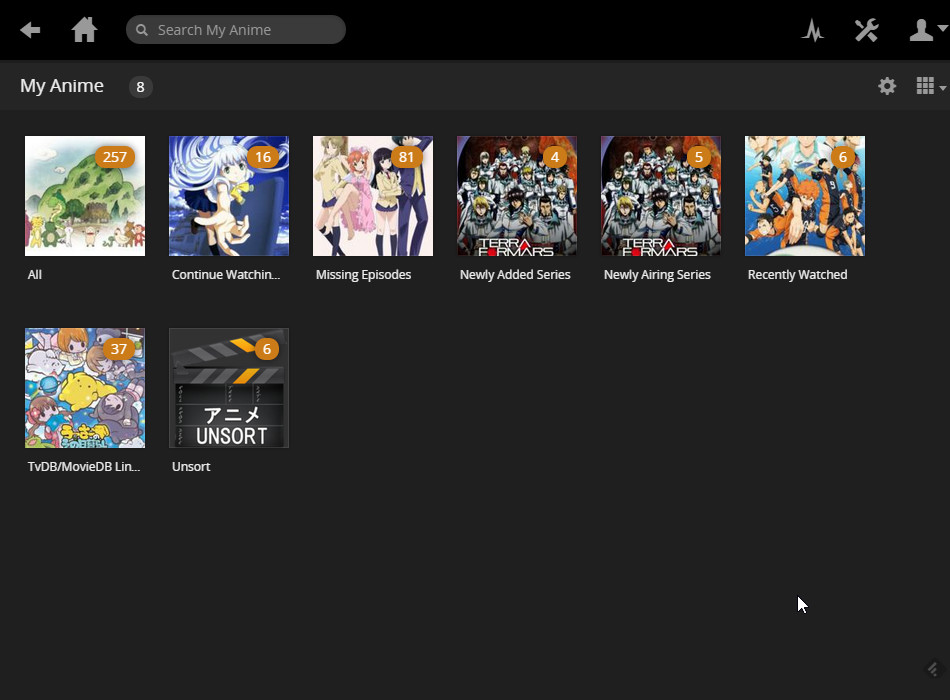 Search My Anime
My Anime 8
257
16
81
4
5
6
TERRA
FORMARS
TERRA
FORMARS
All
Continue Watchin...
Missing Episodes
Newly Added Series
Newly Airing Series
Recently Watched
37
6
アニメ
UNSORT
TvDB/MovieDB Lin...
Unsort